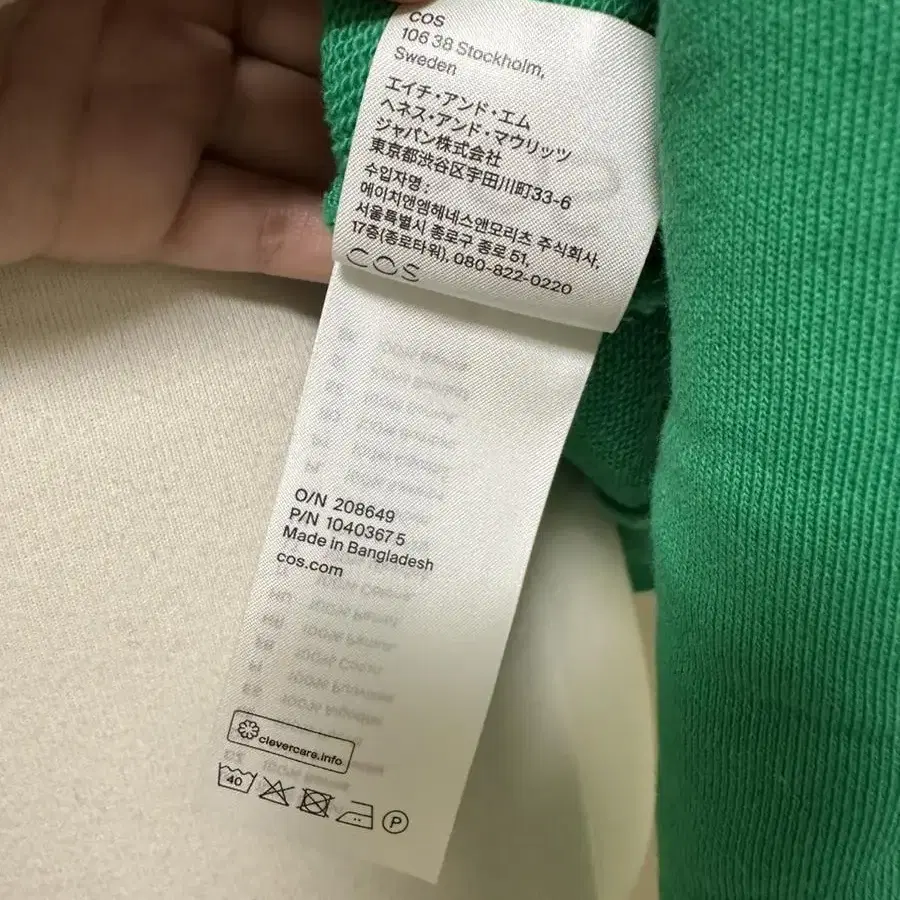 COS
106 38 Stockholm,
Sweden
エイチ・アンド・エム
ヘネス・アンド・マウリッツ
ジャパン株式会社
東京都渋谷区宇田川町33-6
수입자명 :
에이치앤엠헤네스앤모리츠 주식회사,
서울특별시 종로구 종로 51,
17층(종로타워), 080-822-0220
COS
O/N 208649
P/N 1040367 5
Made in Bangladesh
cos.com
clevercare.info
40
P